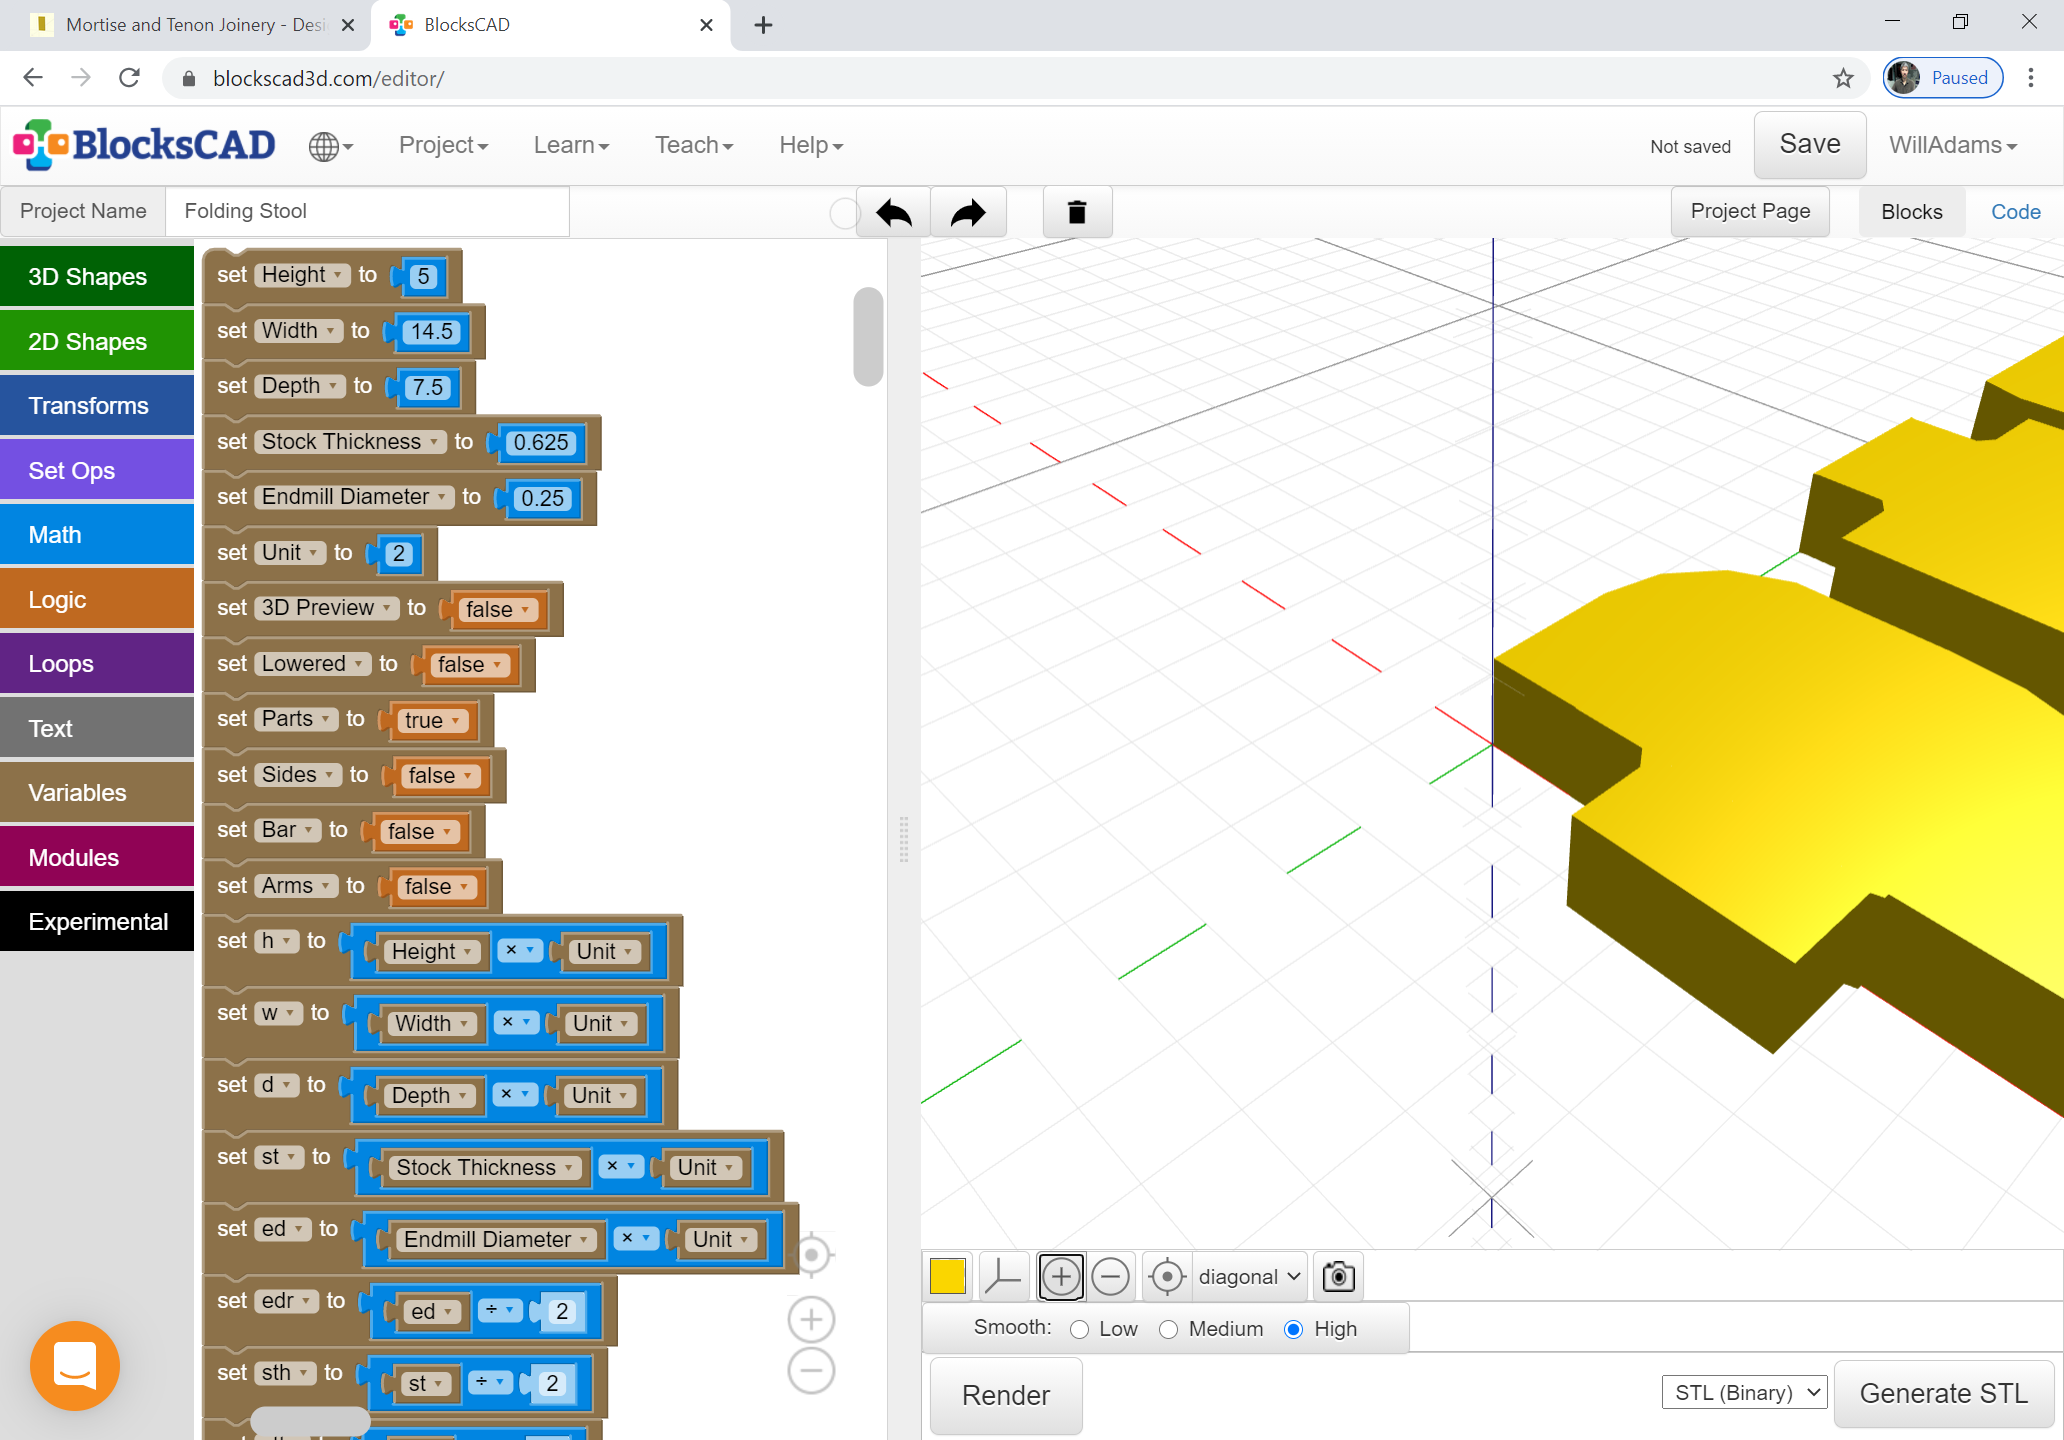 Mortise and Tenon Joinery - Desi
BlocksCAD
blockscad3d.com/editor/
Paused
BlocksCAD
Project
Learn
Teach
Help
Not saved
Save
WillAdams
Project Name
Folding Stool
Project Page
Blocks
Code
3D Shapes
2D Shapes
Transforms
Set Ops
Math
Logic
Loops
Text
Variables
Modules
Experimental
set Height to 5
set Width to 14.5
set Depth to 7.5
set Stock Thickness to 0.625
set Endmill Diameter to 0.25
set Unit to 2
set 3D Preview to false
set Lowered to false
set Parts to true
set Sides to false
set Bar to false
set Arms to false
set h to Height × Unit
set w to Width × Unit
set d to Depth × Unit
set st to Stock Thickness × Unit
set ed to Endmill Diameter × Unit
set edr to ed ÷ 2
set sth to st ÷ 2
diagonal
Smooth: Low Medium High
Render
STL (Binary)
Generate STL